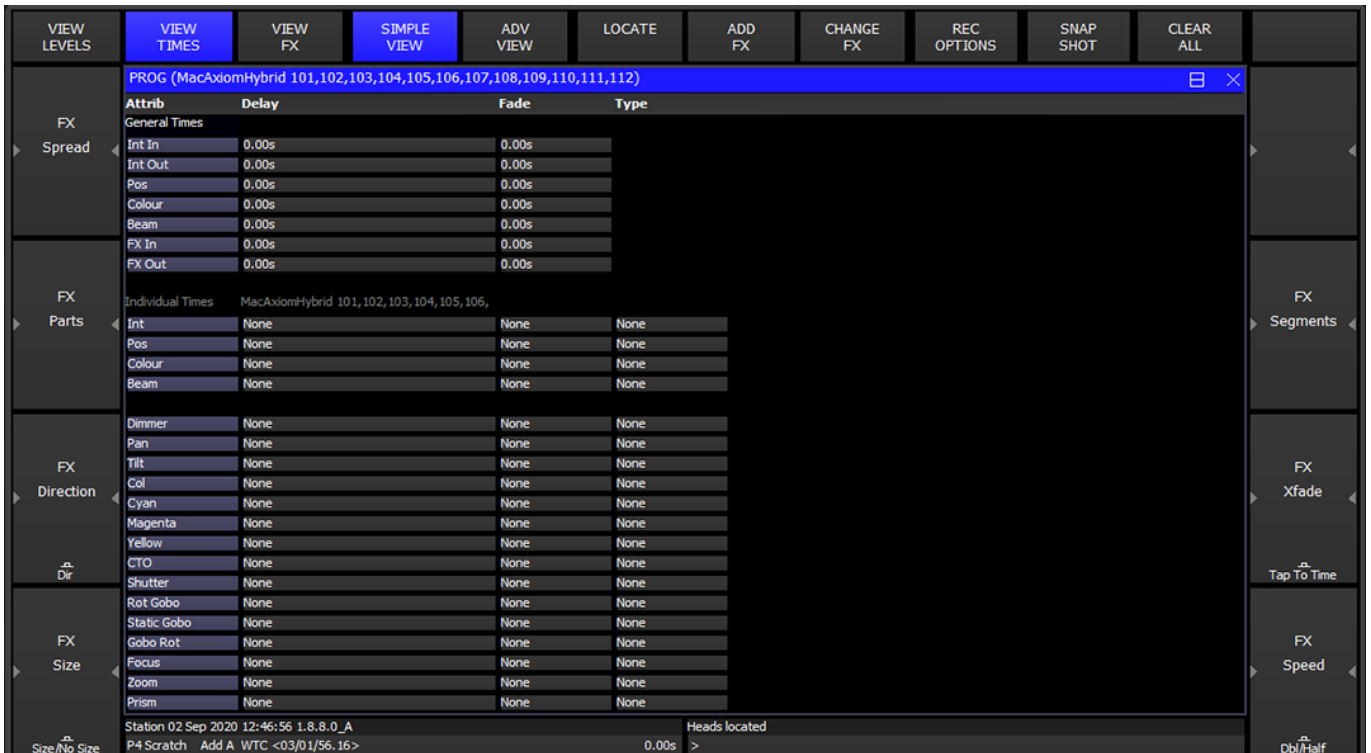 VIEW LEVELS
VIEW TIMES
VIEW FX
SIMPLE VIEW
ADV VIEW
LOCATE
ADD FX
CHANGE FX
REC OPTIONS
SNAP SHOT
CLEAR ALL
PROG (MacAxiomHybrid 101,102,103,104,105,106,107,108,109,110,111,112)
Attrib Delay Fade Type
General Times
Int In 0.00s 0.00s
Int Out 0.00s 0.00s
Pos 0.00s 0.00s
Colour 0.00s 0.00s
Beam 0.00s 0.00s
FX In 0.00s 0.00s
FX Out 0.00s 0.00s
Individual Times MacAxiomHybrid 101,102,103,104,105,106,
Int None None None
Pos None None None
Colour None None None
Beam None None None
Dimmer None None None
Pan None None None
Tilt None None None
Col None None None
Cyan None None None
Magenta None None None
Yellow None None None
CTO None None None
Shutter None None None
Rot Gobo None None None
Static Gobo None None None
Gobo Rot None None None
Focus None None None
Zoom None None None
Prism None None None
FX
Spread
FX
Parts
FX
Direction
Dir
FX
Size
Size/No Size
FX
Segments
FX
Xfade
Tap To Time
FX
Speed
Dbl/Half
Station 02 Sep 2020 12:46:56 1.8.8.0_A
Heads located
P4 Scratch Add A WTC <03/01/56.16> 0.00s >